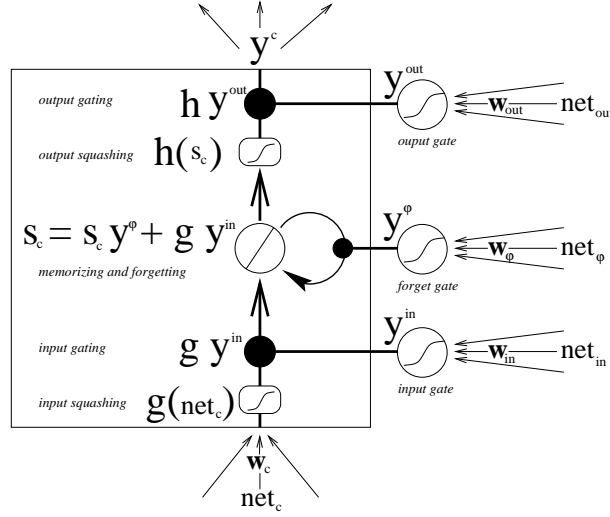 y^c
y^out
output gating
h y^out
w_out
net_out
ouput gate
output squashing
h(s_c)
y^φ
s_c = s_c y^φ + g y^in
w_φ
net_φ
memorizing and forgetting
forget gate
y^in
input gating
g y^in
w_in
net_in
input gate
input squashing
g(net_c)
w_c
net_c